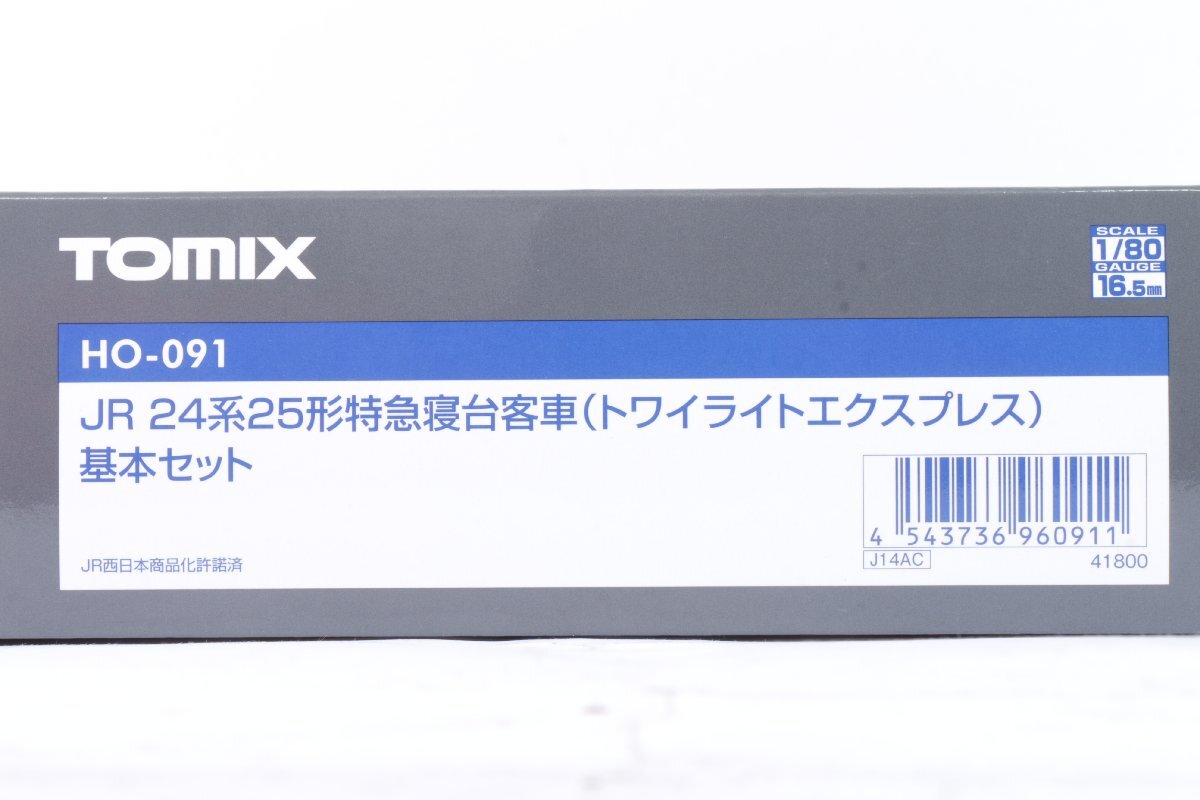 TOMIX
SCALE
1/80
GAUGE
16.5mm
HO-091
JR 24系25形特急寝台客車(トワイライトエクスプレス)
基本セット
4 543736 960911
JR西日本商品化許諾済
J14AC
41800